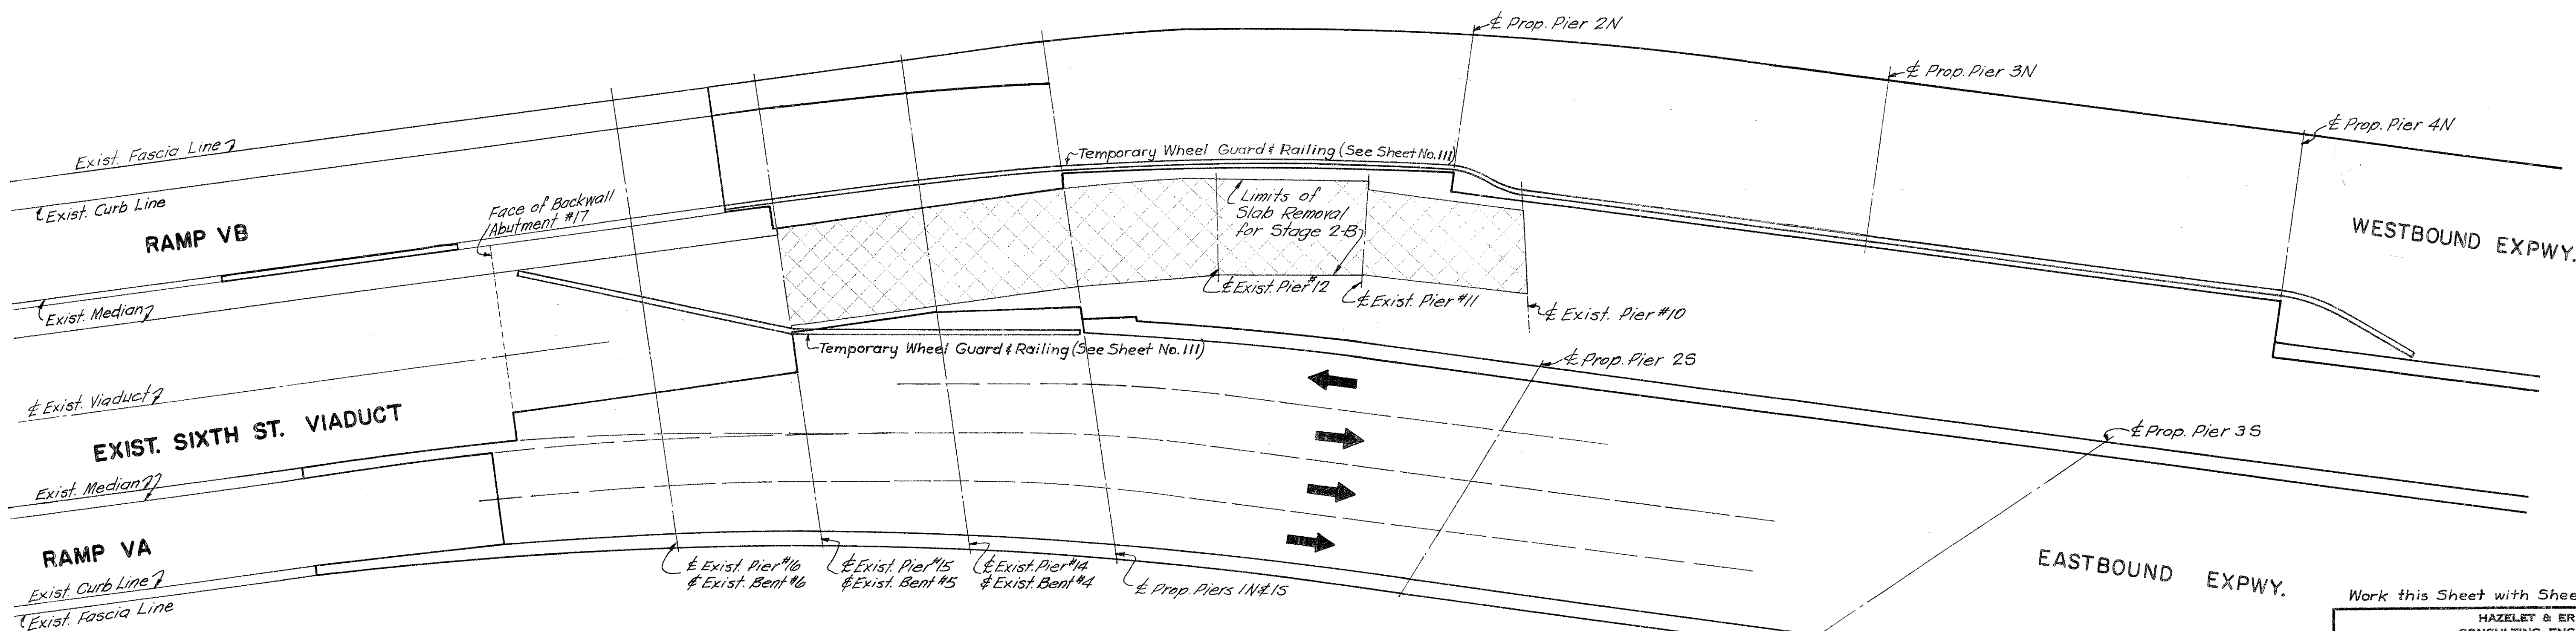 ℄ Prop. Pier 2N
℄ Prop. Pier 3N
℄ Prop. Pier 4N
Exist. Fascia Line
Temporary Wheel Guard & Railing (See Sheet No. 111)
Exist. Curb Line
RAMP VB
Face of Backwall
Abutment #17
Limits of
Slab Removal
for Stage 2-B
WESTBOUND EXPWY.
Exist. Median
℄ Exist. Pier #12
℄ Exist. Pier #11
℄ Exist. Pier #10
Temporary Wheel Guard & Railing (See Sheet No. 111)
℄ Prop. Pier 2S
℄ Exist. Viaduct
EXIST. SIXTH ST. VIADUCT
℄ Prop. Pier 3S
Exist. Median
RAMP VA
Exist. Curb Line
Exist. Fascia Line
℄ Exist. Pier #16
℄ Exist. Bent #6
℄ Exist. Pier #15
℄ Exist. Bent #5
℄ Exist. Pier #14
℄ Exist. Bent #4
℄ Prop. Piers 1N & 1S
EASTBOUND EXPWY.
Work this Sheet with Shee
HAZELET & ER